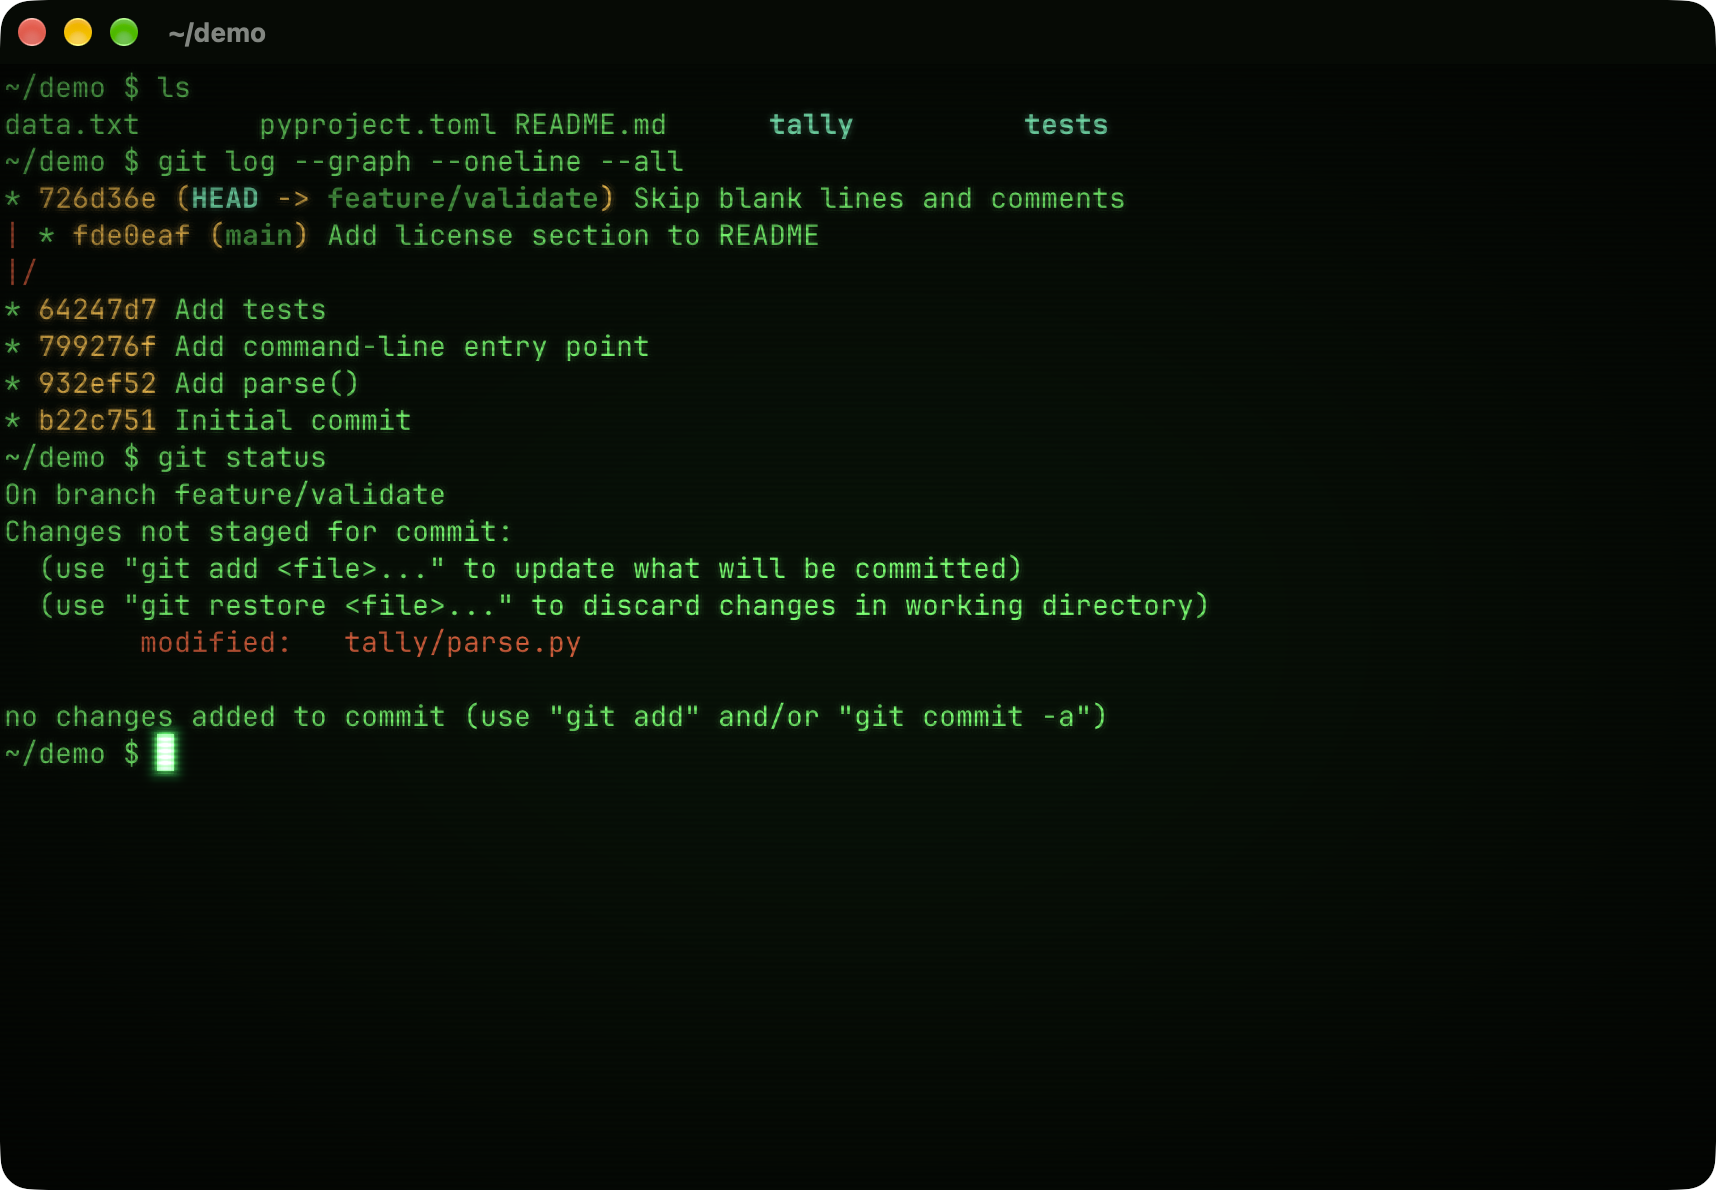 ~/demo
~/demo $ ls
data.txt       pyproject.toml README.md      tally          tests
~/demo $ git log --graph --oneline --all
* 726d36e (HEAD -> feature/validate) Skip blank lines and comments
| * fde0eaf (main) Add license section to README
|/
* 64247d7 Add tests
* 799276f Add command-line entry point
* 932ef52 Add parse()
* b22c751 Initial commit
~/demo $ git status
On branch feature/validate
Changes not staged for commit:
  (use "git add <file>..." to update what will be committed)
  (use "git restore <file>..." to discard changes in working directory)
        modified:   tally/parse.py

no changes added to commit (use "git add" and/or "git commit -a")
~/demo $